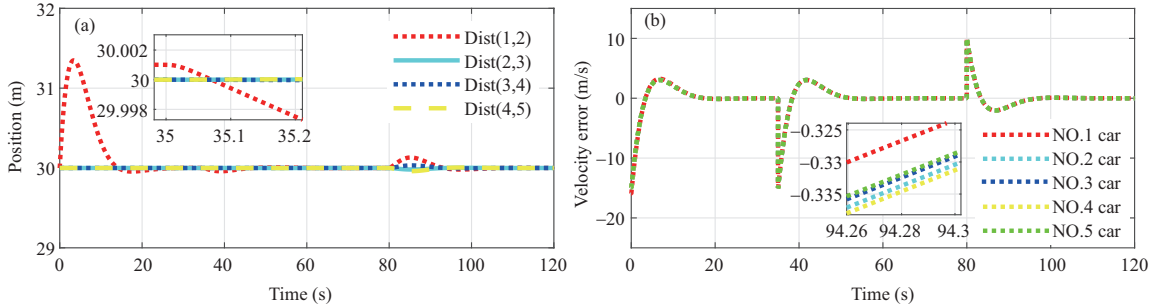 (a)
32
31
30
29
Position (m)
30.002
30
29.998
35
35.1
35.2
Dist(1,2)
Dist(2,3)
Dist(3,4)
Dist(4,5)
0
20
40
60
80
100
120
Time (s)
(b)
10
0
−10
−20
Velocity error (m/s)
−0.325
−0.33
−0.335
94.26
94.28
94.3
NO.1 car
NO.2 car
NO.3 car
NO.4 car
NO.5 car
0
20
40
60
80
100
120
Time (s)